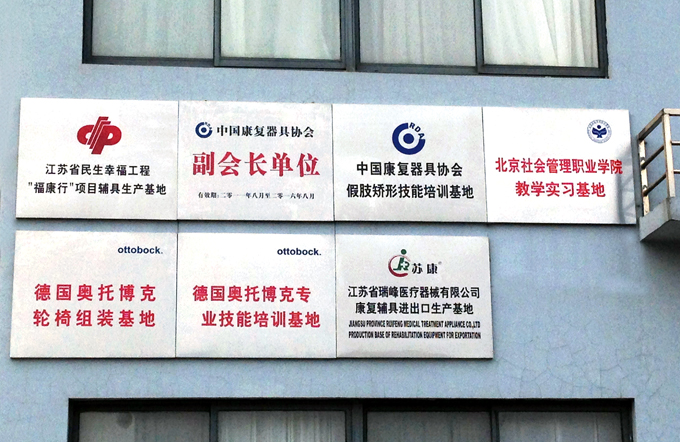 江苏省民生幸福工程
"福康行"项目辅具生产基地
中国康复器具协会
副会长单位
有效期:二零一一年八月至二零一六年八月
RDA
中国康复器具协会
假肢矫形技能培训基地
北京社会管理职业学院
教学实习基地
ottobock.
德国奥托博克
轮椅组装基地
ottobock.
德国奥托博克专
业技能培训基地
苏康®
江苏省瑞峰医疗器械有限公司
康复辅具进出口生产基地
JIANGSU PROVINCE RUIFENG MEDICAL TREATMENT APPLIANCE CO.,LTD
PRODUCTION BASE OF REHABILITATION EQUIPMENT FOR EXPORTATION